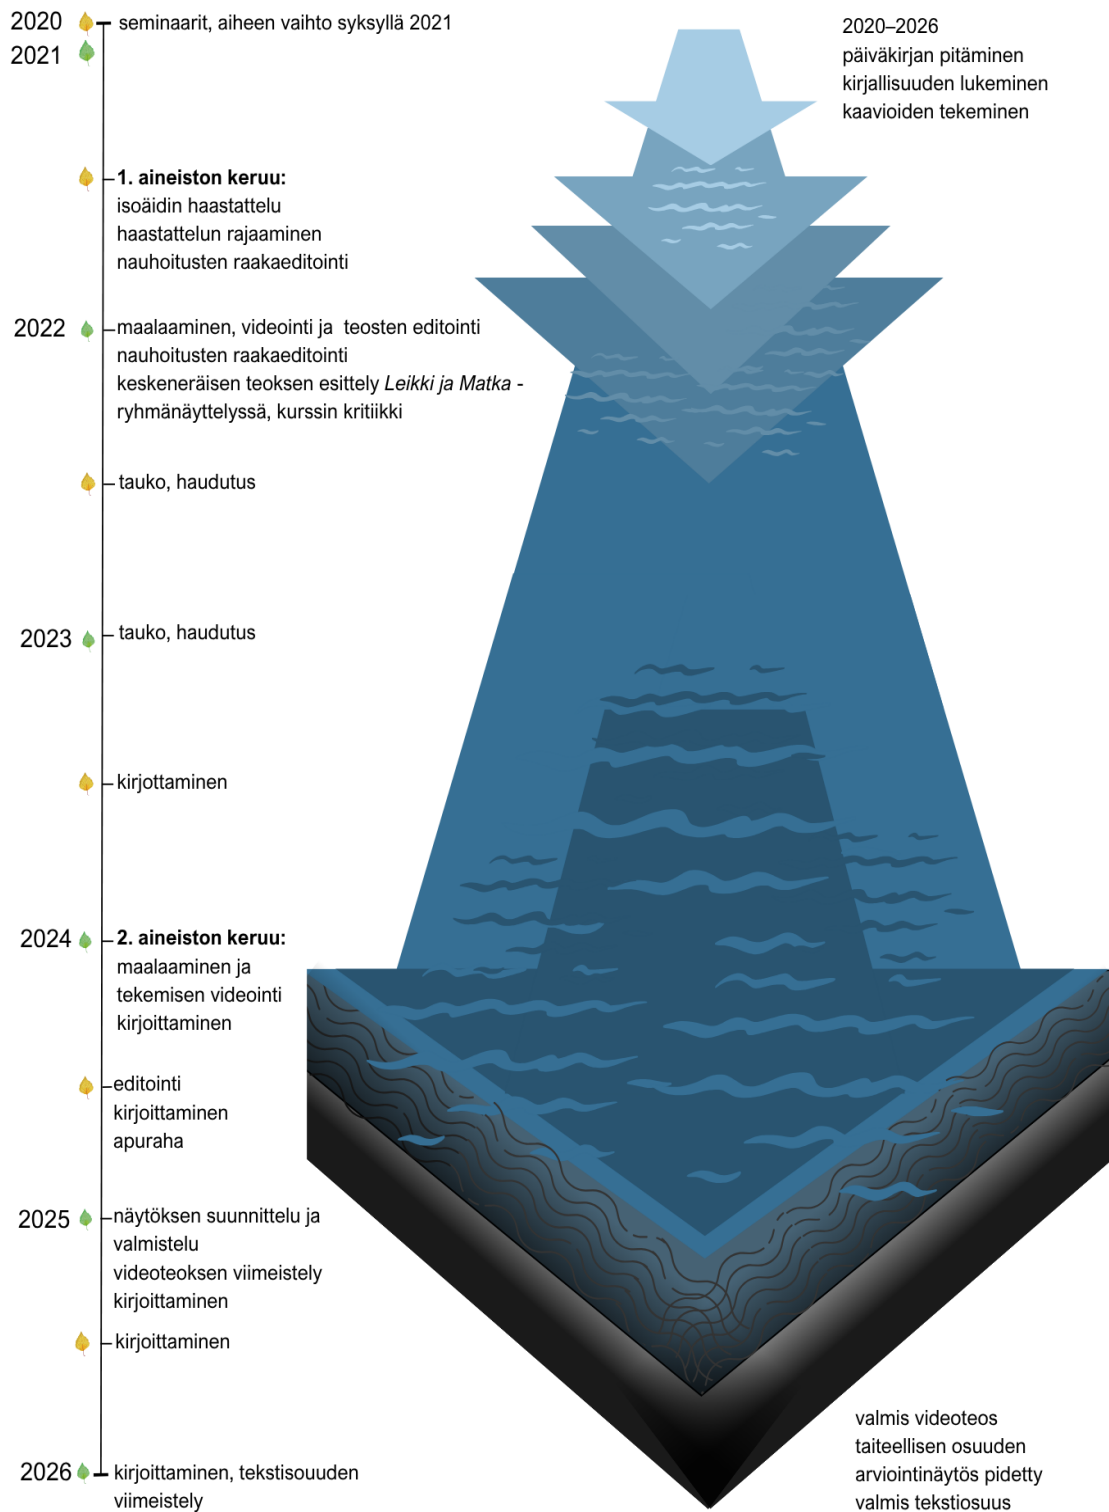 2020 seminaarit, aiheen vaihto syksyllä 2021
2021
2020–2026
päiväkirjan pitäminen
kirjallisuuden lukeminen
kaavioiden tekeminen
1. aineiston keruu:
isoäidin haastattelu
haastattelun rajaaminen
nauhoitusten raakaeditointi
2022 maalaaminen, videointi ja teosten editointi
nauhoitusten raakaeditointi
keskeneräisen teoksen esittely Leikki ja Matka -
ryhmänäyttelyssä, kurssin kritiikki
tauko, haudutus
2023 tauko, haudutus
kirjottaminen
2024 2. aineiston keruu:
maalaaminen ja
tekemisen videointi
kirjoittaminen
editointi
kirjoittaminen
apuraha
2025 näytöksen suunnittelu ja
valmistelu
videoteoksen viimeistely
kirjoittaminen
kirjoittaminen
2026 kirjoittaminen, tekstisouuden
viimeistely
valmis videoteos
taiteellisen osuuden
arviointinäytös pidetty
valmis tekstiosuus